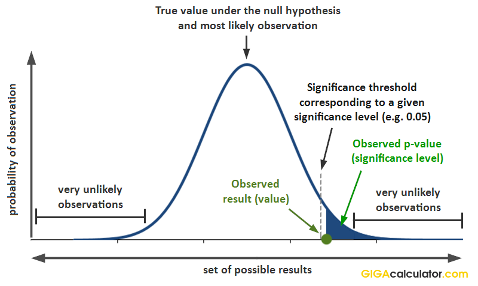 True value under the null hypothesis
and most likely observation
Significance threshold
corresponding to a given
significance level (e.g. 0.05)
Observed p-value
(significance level)
probability of observation
very unlikely
observations
Observed
result (value)
very unlikely
observations
set of possible results
GIGAcalculator.com